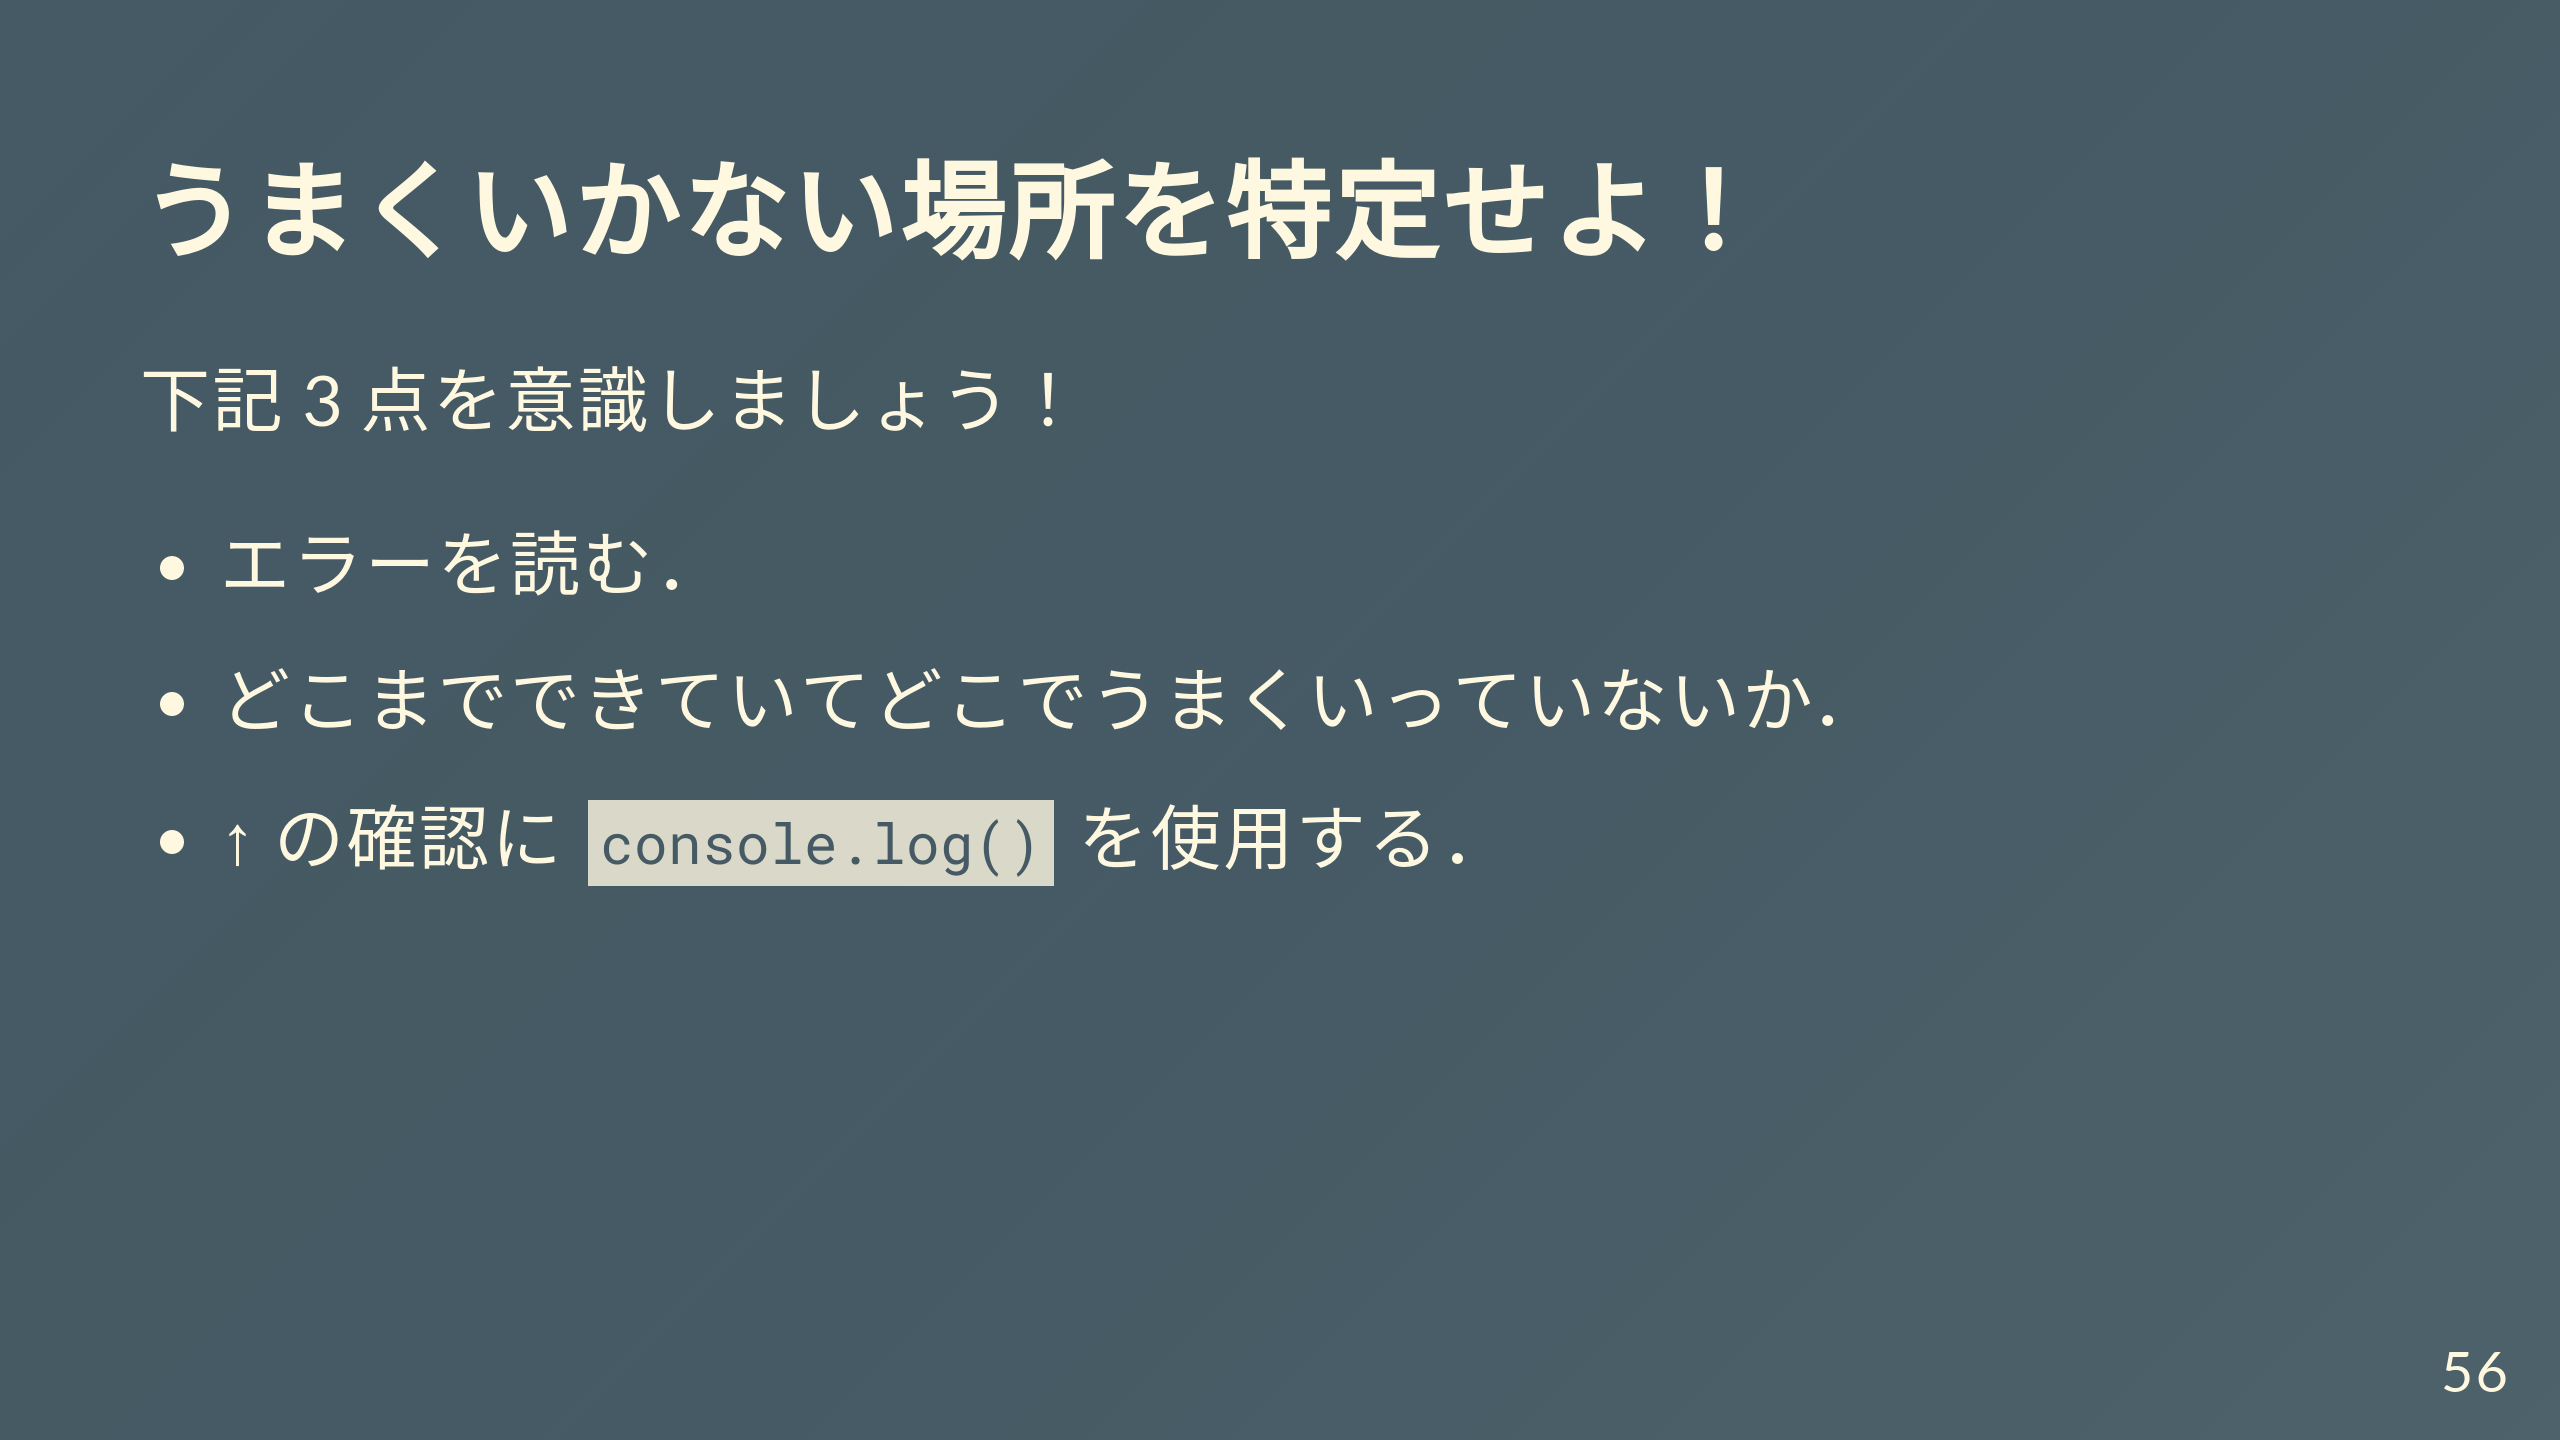 うまくいかない場所を特定せよ！
下記 3 点を意識しましょう！
• エラーを読む．
• どこまでできていてどこでうまくいっていないか．
• ↑ の確認に console.log() を使用する．
56